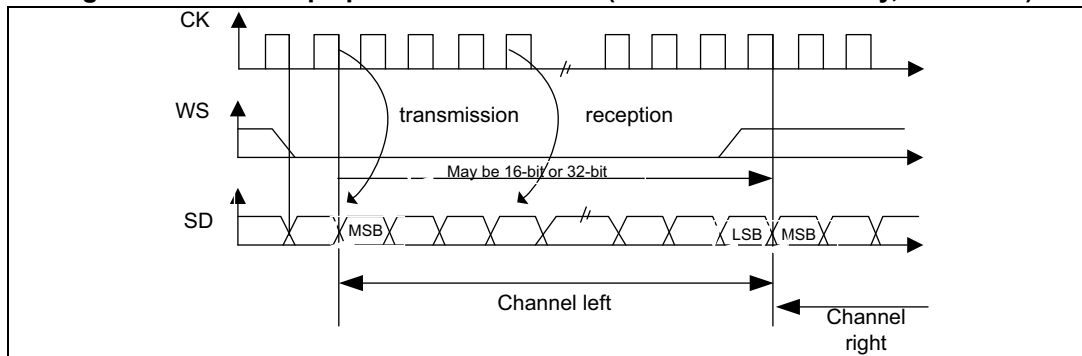 CK
WS
transmission
reception
May be 16-bit or 32-bit
SD
MSB
LSB
MSB
Channel left
Channel
right